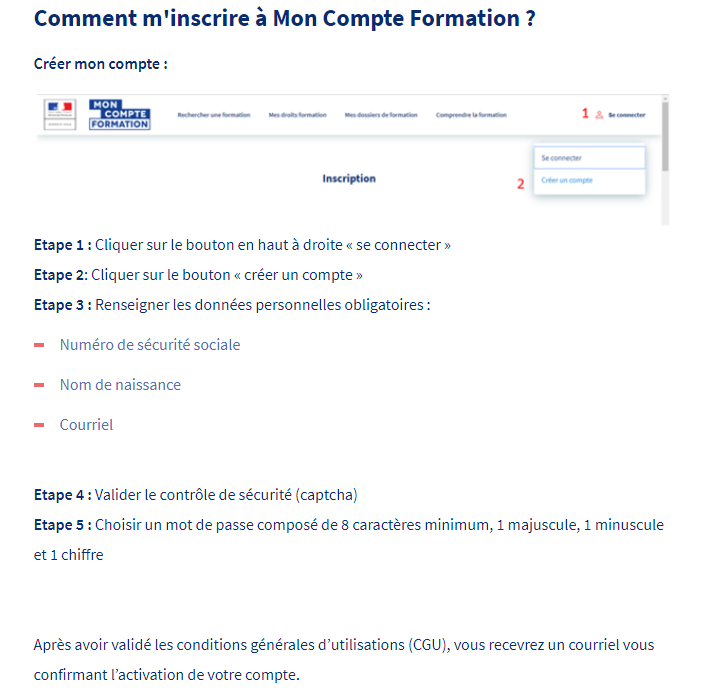 Comment m'inscrire à Mon Compte Formation ?
Créer mon compte :
MON
COMPTE
FORMATION
Rechercher une formation
Mes droits formation
Mes dossiers de formation
Comprendre la formation
1
Se connecter
Se connecter
Inscription
2
Créer un compte
Etape 1 : Cliquer sur le bouton en haut à droite « se connecter »
Etape 2: Cliquer sur le bouton « créer un compte »
Etape 3 : Renseigner les données personnelles obligatoires :
Numéro de sécurité sociale
Nom de naissance
Courriel
Etape 4 : Valider le contrôle de sécurité (captcha)
Etape 5 : Choisir un mot de passe composé de 8 caractères minimum, 1 majuscule, 1 minuscule
et 1 chiffre
Après avoir validé les conditions générales d’utilisations (CGU), vous recevrez un courriel vous
confirmant l’activation de votre compte.